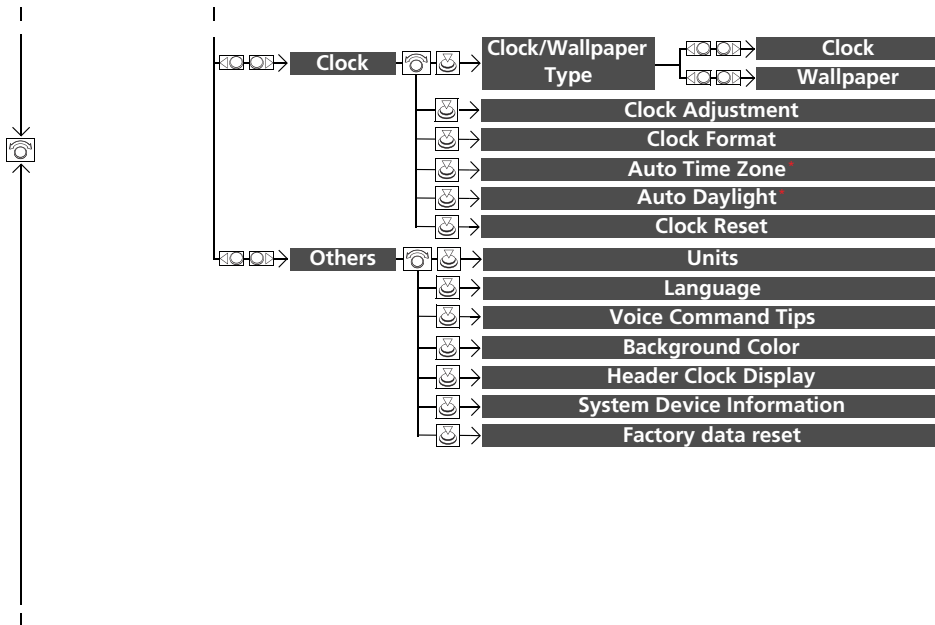 Clock
Clock/Wallpaper
Type
Clock
Wallpaper
Clock Adjustment
Clock Format
Auto Time Zone*
Auto Daylight*
Clock Reset
Others
Units
Language
Voice Command Tips
Background Color
Header Clock Display
System Device Information
Factory data reset